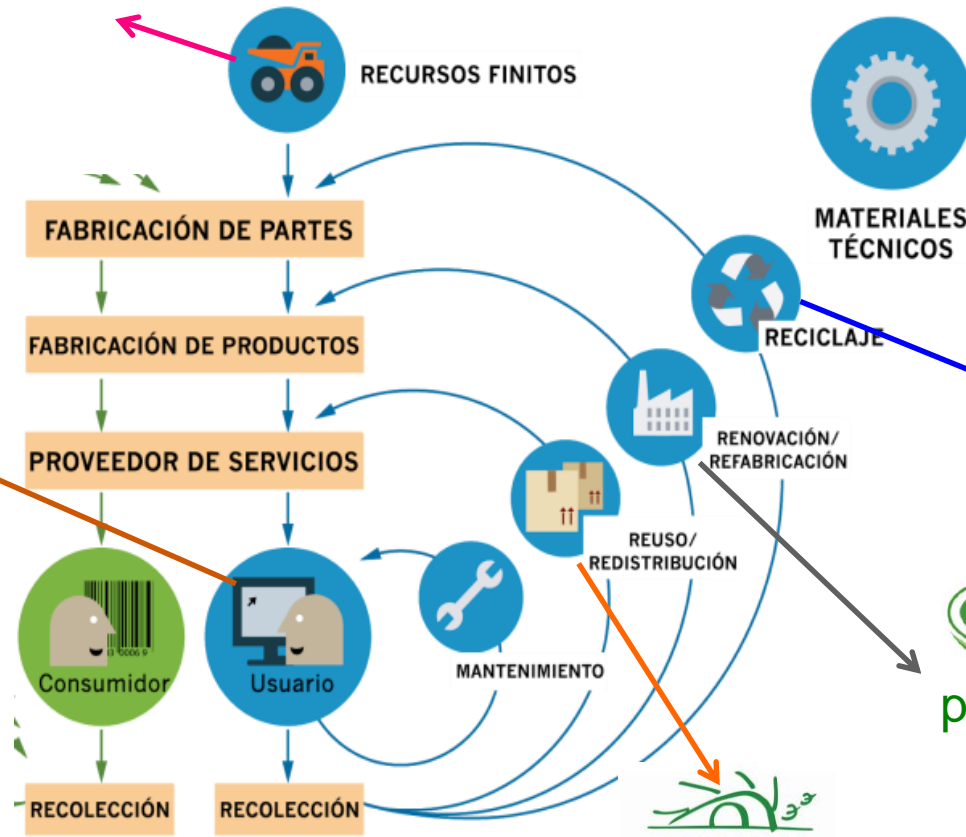 RECURSOS FINITOS
MATERIALES
TÉCNICOS
FABRICACIÓN DE PARTES
RECICLAJE
FABRICACIÓN DE PRODUCTOS
RENOVACIÓN/
REFABRICACIÓN
PROVEEDOR DE SERVICIOS
REUSO/
REDISTRIBUCIÓN
MANTENIMIENTO
Consumidor
Usuario
p
RECOLECCIÓN
RECOLECCIÓN